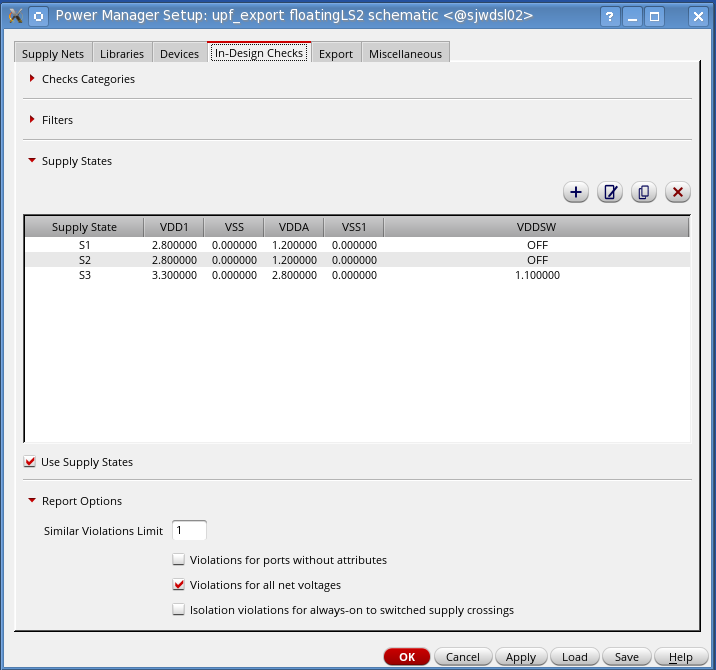 Power Manager Setup: upf_export floatingLS2 schematic <@sjwdsl02>
Supply Nets Libraries Devices In-Design Checks Export Miscellaneous
Checks Categories
Filters
Supply States
Supply State VDD1 VSS VDDA VSS1 VDDSW
S1 2.800000 0.000000 1.200000 0.000000 OFF
S2 2.800000 0.000000 1.200000 0.000000 OFF
S3 3.300000 0.000000 2.800000 0.000000 1.100000
Use Supply States
Report Options
Similar Violations Limit 1
Violations for ports without attributes
Violations for all net voltages
Isolation violations for always-on to switched supply crossings
OK Cancel Apply Load Save Help